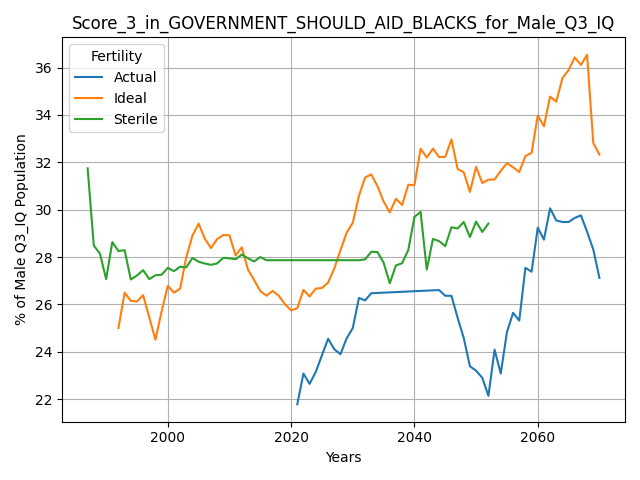 Score_3_in_GOVERNMENT_SHOULD_AID_BLACKS_for_Male_Q3_IQ
Fertility
Actual
Ideal
Sterile
% of Male Q3_IQ Population
36
34
32
30
28
26
24
22
2000 2020 2040 2060
Years